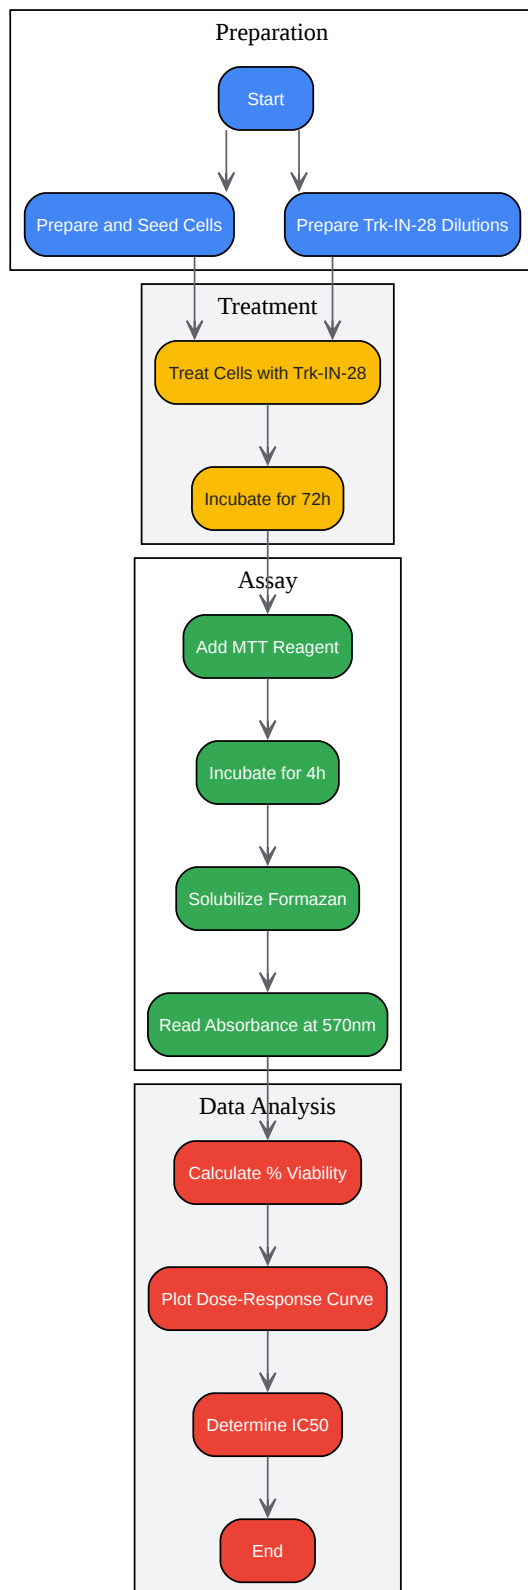 Preparation
Start
Prepare and Seed Cells
Prepare Trk-IN-28 Dilutions
Treatment
Treat Cells with Trk-IN-28
Incubate for 72h
Assay
Add MTT Reagent
Incubate for 4h
Solubilize Formazan
Read Absorbance at 570nm
Data Analysis
Calculate % Viability
Plot Dose-Response Curve
Determine IC50
End